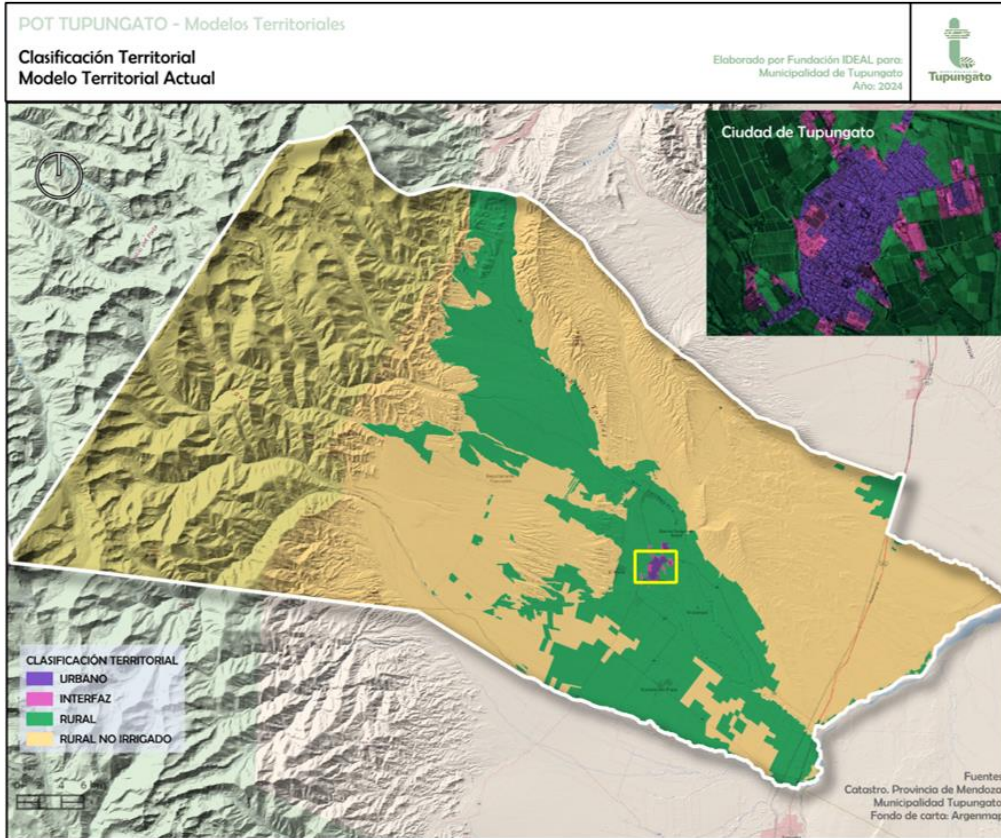 POT TUPUNGATO - Modelos Territoriales
Clasificación Territorial
Modelo Territorial Actual
Elaborado por Fundación IDEAL para:
Municipalidad de Tupungato
Año: 2024
Tupungato
Ciudad de Tupungato
CLASIFICACIÓN TERRITORIAL
URBANO
INTERFAZ
RURAL
RURAL NO IRRIGADO
4 6
Fuente:
Catastro. Provincia de Mendoza
Municipalidad Tupungato
Fondo de carta: Argenmap